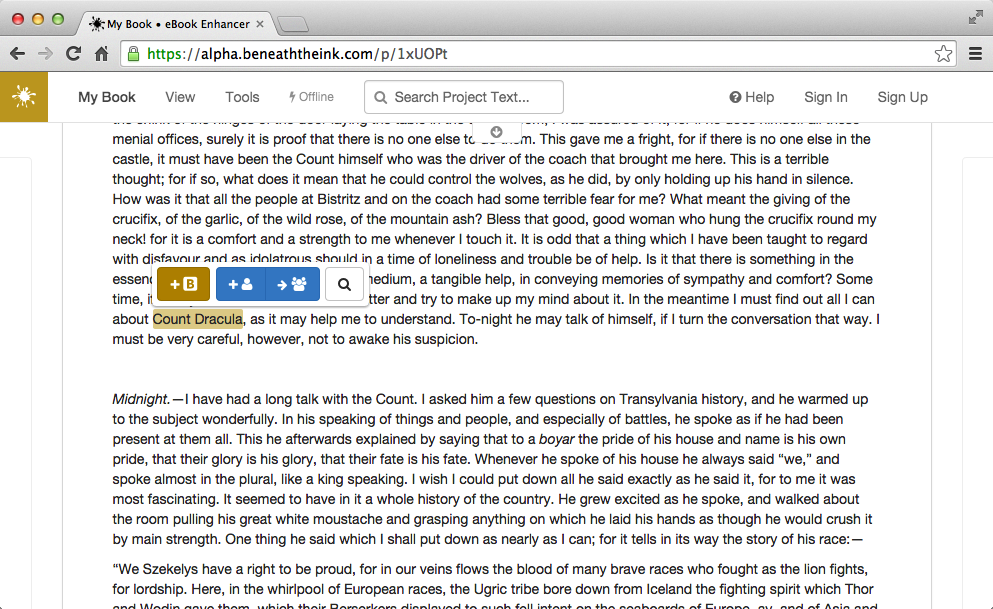 My Book • eBook Enhancer
https://alpha.beneaththeink.com/p/1xUOPt
My Book View Tools Offline Search Project Text... Help Sign In Sign Up
menial offices, surely it is proof that there is no one else to do them. This gave me a fright, for if there is no one else in the
castle, it must have been the Count himself who was the driver of the coach that brought me here. This is a terrible
thought; for if so, what does it mean that he could control the wolves, as he did, by only holding up his hand in silence.
How was it that all the people at Bistritz and on the coach had some terrible fear for me? What meant the giving of the
crucifix, of the garlic, of the wild rose, of the mountain ash? Bless that good, good woman who hung the crucifix round my
neck! for it is a comfort and a strength to me whenever I touch it. It is odd that a thing which I have been taught to regard
with disfavour and as idolatrous should in a time of loneliness and trouble be of help. Is it that there is something in the
essen medium, a tangible help, in conveying memories of sympathy and comfort? Some
time, i tter and try to make up my mind about it. In the meantime I must find out all I can
+B + 
about Count Dracula, as it may help me to understand. To-night he may talk of himself, if I turn the conversation that way. I
must be very careful, however, not to awake his suspicion.
Midnight.—I have had a long talk with the Count. I asked him a few questions on Transylvania history, and he warmed up
to the subject wonderfully. In his speaking of things and people, and especially of battles, he spoke as if he had been
present at them all. This he afterwards explained by saying that to a boyar the pride of his house and name is his own
pride, that their glory is his glory, that their fate is his fate. Whenever he spoke of his house he always said “we,” and
spoke almost in the plural, like a king speaking. I wish I could put down all he said exactly as he said it, for to me it was
most fascinating. It seemed to have in it a whole history of the country. He grew excited as he spoke, and walked about
the room pulling his great white moustache and grasping anything on which he laid his hands as though he would crush it
by main strength. One thing he said which I shall put down as nearly as I can; for it tells in its way the story of his race:—
“We Szekelys have a right to be proud, for in our veins flows the blood of many brave races who fought as the lion fights,
for lordship. Here, in the whirlpool of European races, the Ugric tribe bore down from Iceland the fighting spirit which Thor
and Wodin gave them, which their Berserkers displayed to such fell intent on the seaboards of Europe, ay, and of Asia and